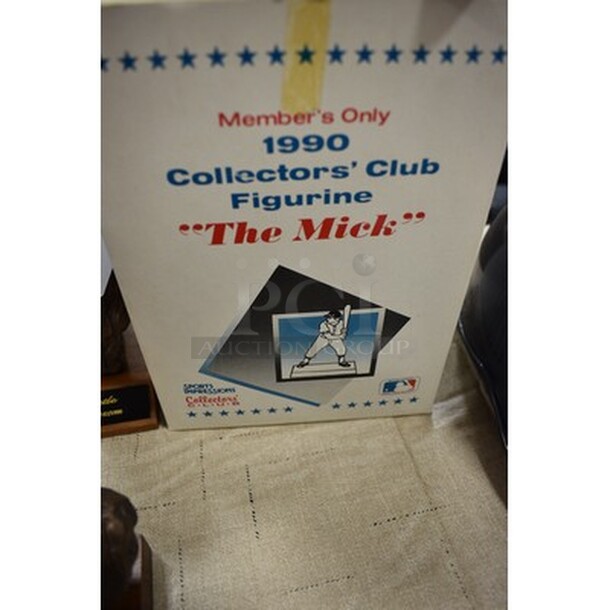 Member's Only
1990
Collectors' Club
Figurine
"The Mick"
PCI
AUCTION GROUP
SPORTS
IMPRESSIONS
Collectors'
C•L•U•B